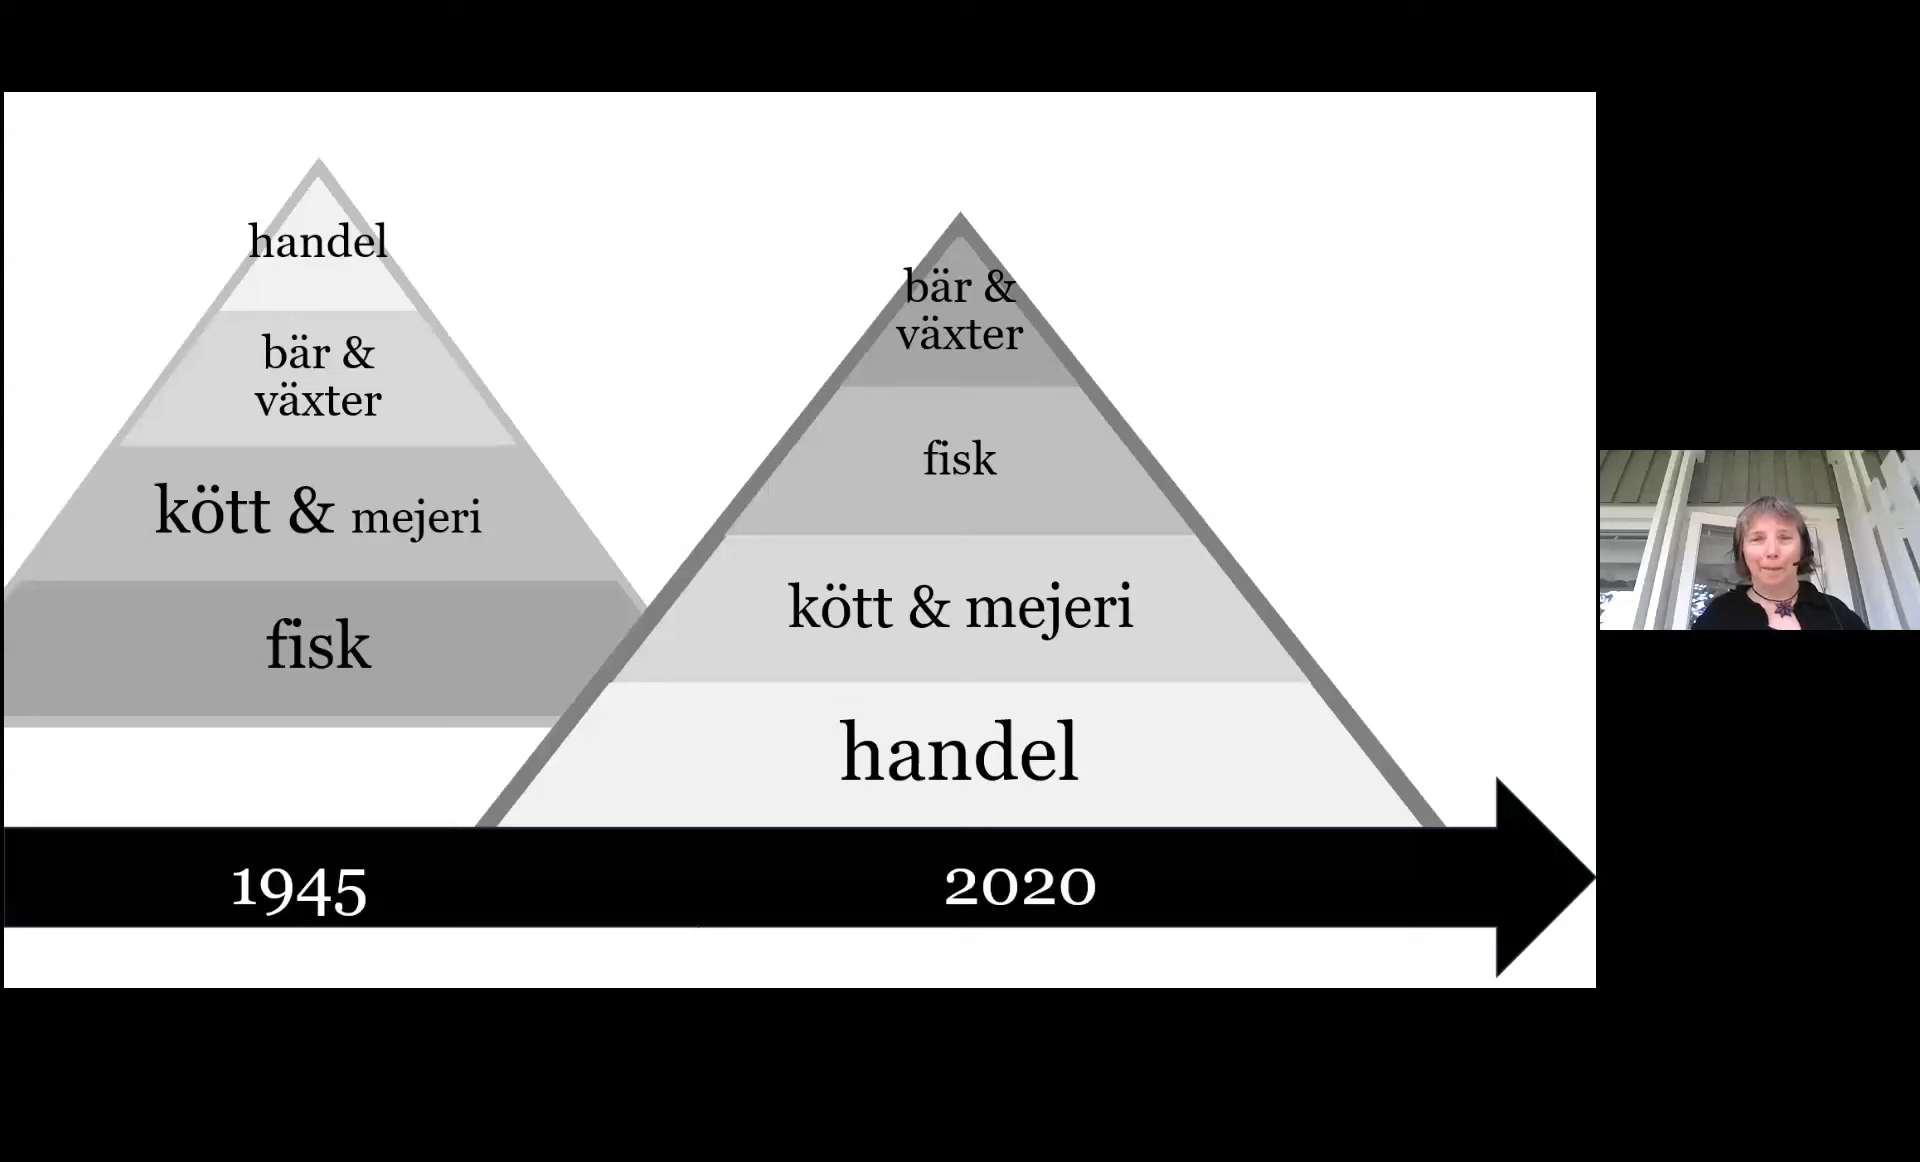 handel
bär &
växter
kött & mejeri
fisk
bär &
växter
fisk
kött & mejeri
handel
1945
2020